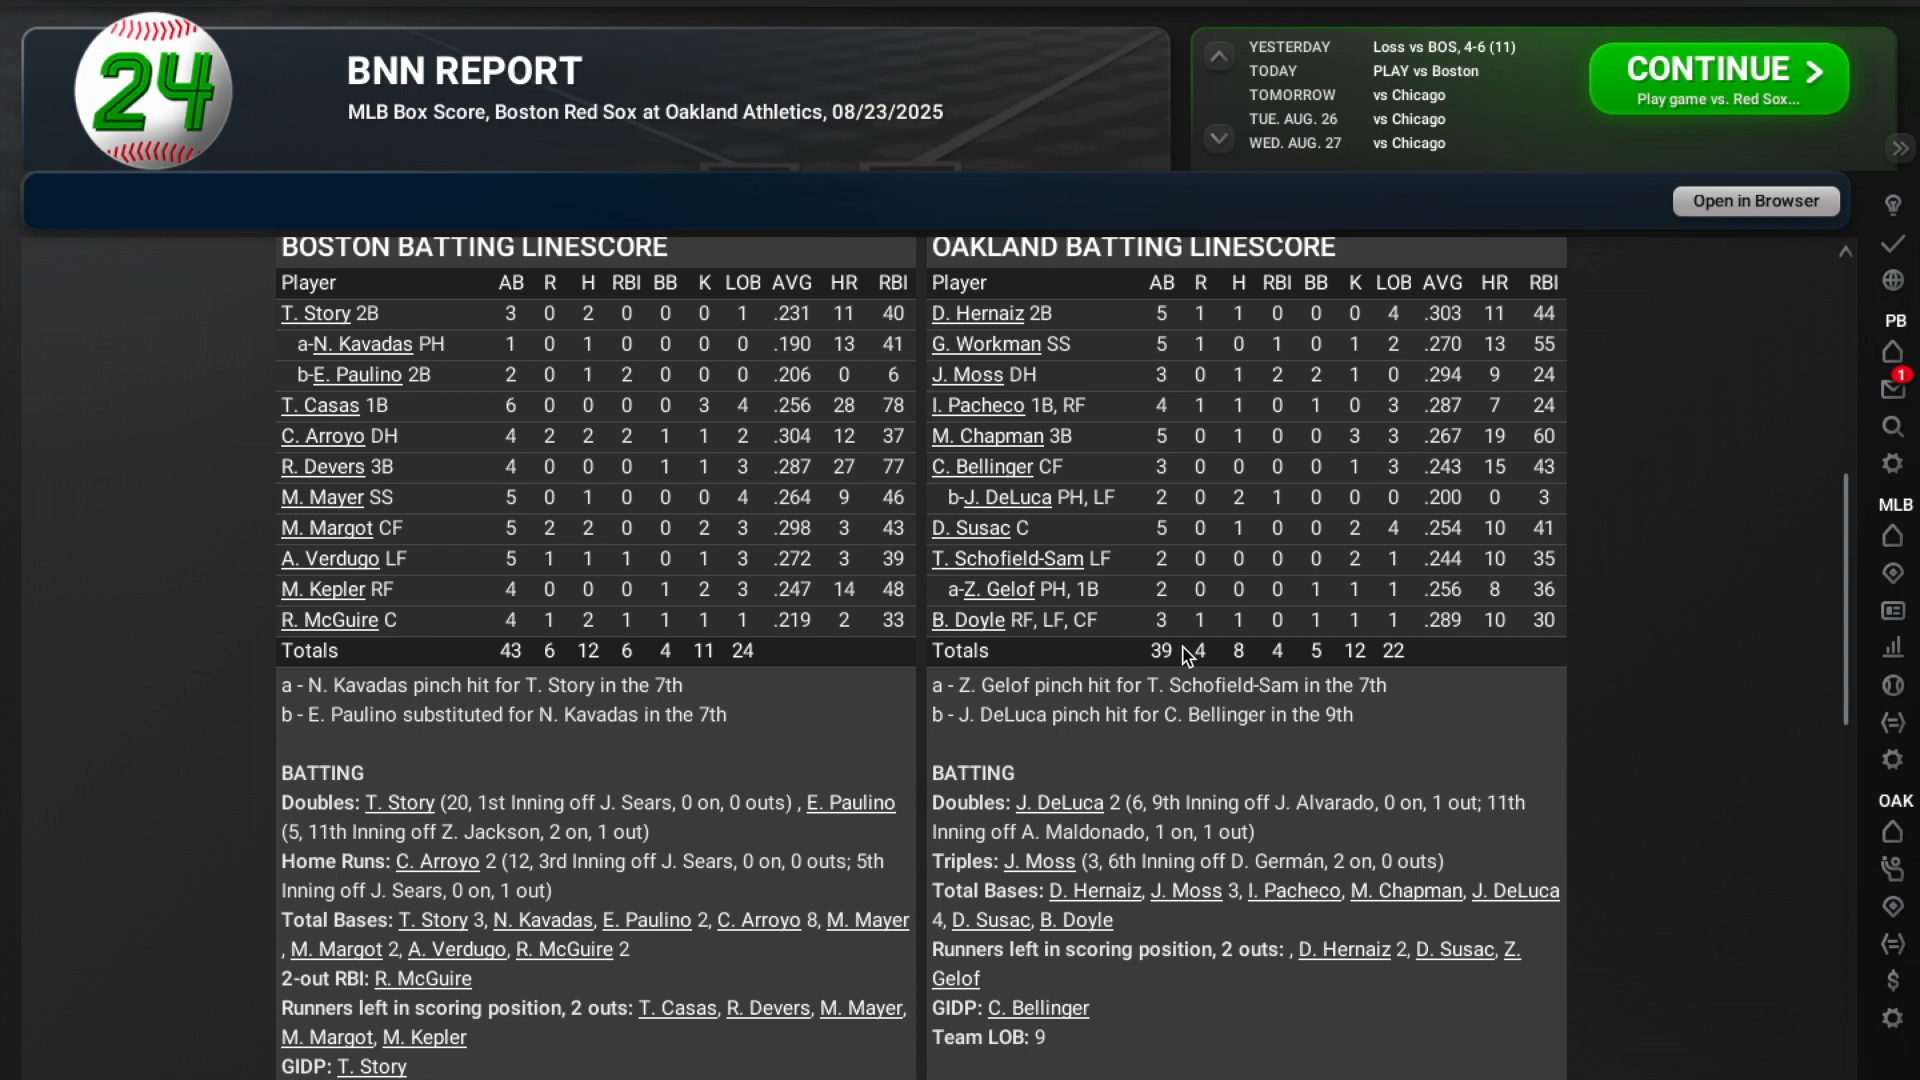 24
BNN REPORT
MLB Box Score, Boston Red Sox at Oakland Athletics, 08/23/2025
YESTERDAY Loss vs BOS, 4-6 (11)
TODAY PLAY vs Boston
TOMORROW vs Chicago
TUE. AUG. 26 vs Chicago
WED. AUG. 27 vs Chicago
CONTINUE
Play game vs. Red Sox...
Open in Browser
BOSTON BATTING LINESCORE
Player AB R H RBI BB K LOB AVG HR RBI
T. Story 2B 3 0 2 0 0 0 1 .231 11 40
a-N. Kavadas PH 1 0 1 0 0 0 0 .190 13 41
b-E. Paulino 2B 2 0 1 2 0 0 0 .206 0 6
T. Casas 1B 6 0 0 0 0 3 4 .256 28 78
C. Arroyo DH 4 2 2 2 1 1 2 .304 12 37
R. Devers 3B 4 0 0 0 1 1 3 .287 27 77
M. Mayer SS 5 0 1 0 0 0 4 .264 9 46
M. Margot CF 5 2 2 0 0 2 3 .298 3 43
A. Verdugo LF 5 1 1 1 0 1 3 .272 3 39
M. Kepler RF 4 0 0 0 1 2 3 .247 14 48
R. McGuire C 4 1 2 1 1 1 1 .219 2 33
Totals 43 6 12 6 4 11 24
a - N. Kavadas pinch hit for T. Story in the 7th
b - E. Paulino substituted for N. Kavadas in the 7th
BATTING
Doubles: T. Story (20, 1st Inning off J. Sears, 0 on, 0 outs) , E. Paulino
(5, 11th Inning off Z. Jackson, 2 on, 1 out)
Home Runs: C. Arroyo 2 (12, 3rd Inning off J. Sears, 0 on, 0 outs; 5th
Inning off J. Sears, 0 on, 1 out)
Total Bases: T. Story 3, N. Kavadas, E. Paulino 2, C. Arroyo 8, M. Mayer
, M. Margot 2, A. Verdugo, R. McGuire 2
2-out RBI: R. McGuire
Runners left in scoring position, 2 outs: T. Casas, R. Devers, M. Mayer,
M. Margot, M. Kepler
GIDP: T. Story
OAKLAND BATTING LINESCORE
Player AB R H RBI BB K LOB AVG HR RBI
D. Hernaiz 2B 5 1 1 0 0 0 4 .303 11 44
G. Workman SS 5 1 0 1 0 1 2 .270 13 55
J. Moss DH 3 0 1 2 2 1 0 .294 9 24
I. Pacheco 1B, RF 4 1 1 0 1 0 3 .287 7 24
M. Chapman 3B 5 0 1 0 0 3 3 .267 19 60
C. Bellinger CF 3 0 0 0 0 1 3 .243 15 43
b-J. DeLuca PH, LF 2 0 2 1 0 0 0 .200 0 3
D. Susac C 5 0 1 0 0 2 4 .254 10 41
T. Schofield-Sam LF 2 0 0 0 0 2 1 .244 10 35
a-Z. Gelof PH, 1B 2 0 0 0 1 1 1 .256 8 36
B. Doyle RF, LF, CF 3 1 1 0 1 1 1 .289 10 30
Totals 39 4 8 4 5 12 22
a - Z. Gelof pinch hit for T. Schofield-Sam in the 7th
b - J. DeLuca pinch hit for C. Bellinger in the 9th
BATTING
Doubles: J. DeLuca 2 (6, 9th Inning off J. Alvarado, 0 on, 1 out; 11th
Inning off A. Maldonado, 1 on, 1 out)
Triples: J. Moss (3, 6th Inning off D. Germán, 2 on, 0 outs)
Total Bases: D. Hernaiz, J. Moss 3, I. Pacheco, M. Chapman, J. DeLuca
4, D. Susac, B. Doyle
Runners left in scoring position, 2 outs: , D. Hernaiz 2, D. Susac, Z.
Gelof
GIDP: C. Bellinger
Team LOB: 9
PB
1
MLB
OAK